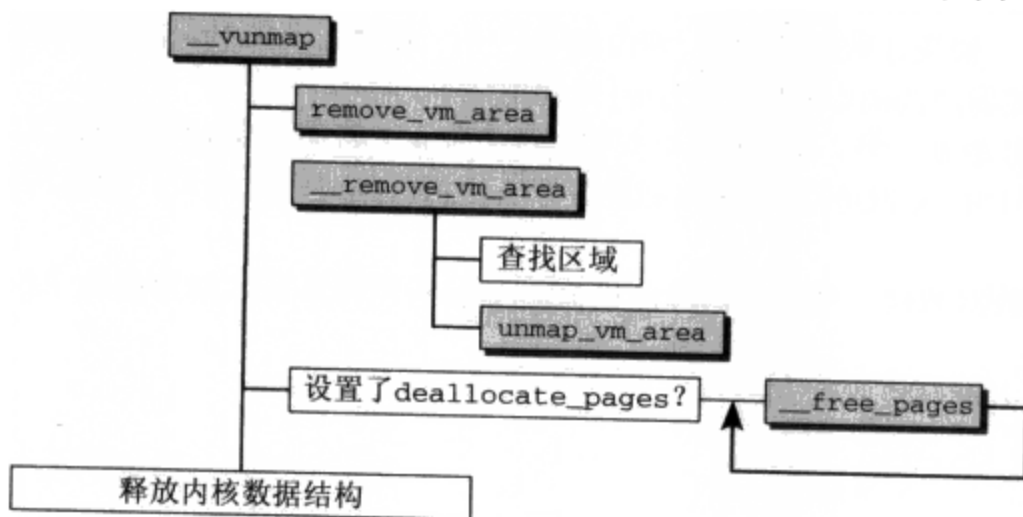 __vunmap
remove_vm_area
__remove_vm_area
查找区域
unmap_vm_area
设置了deallocate_pages?
__free_pages
释放内核数据结构